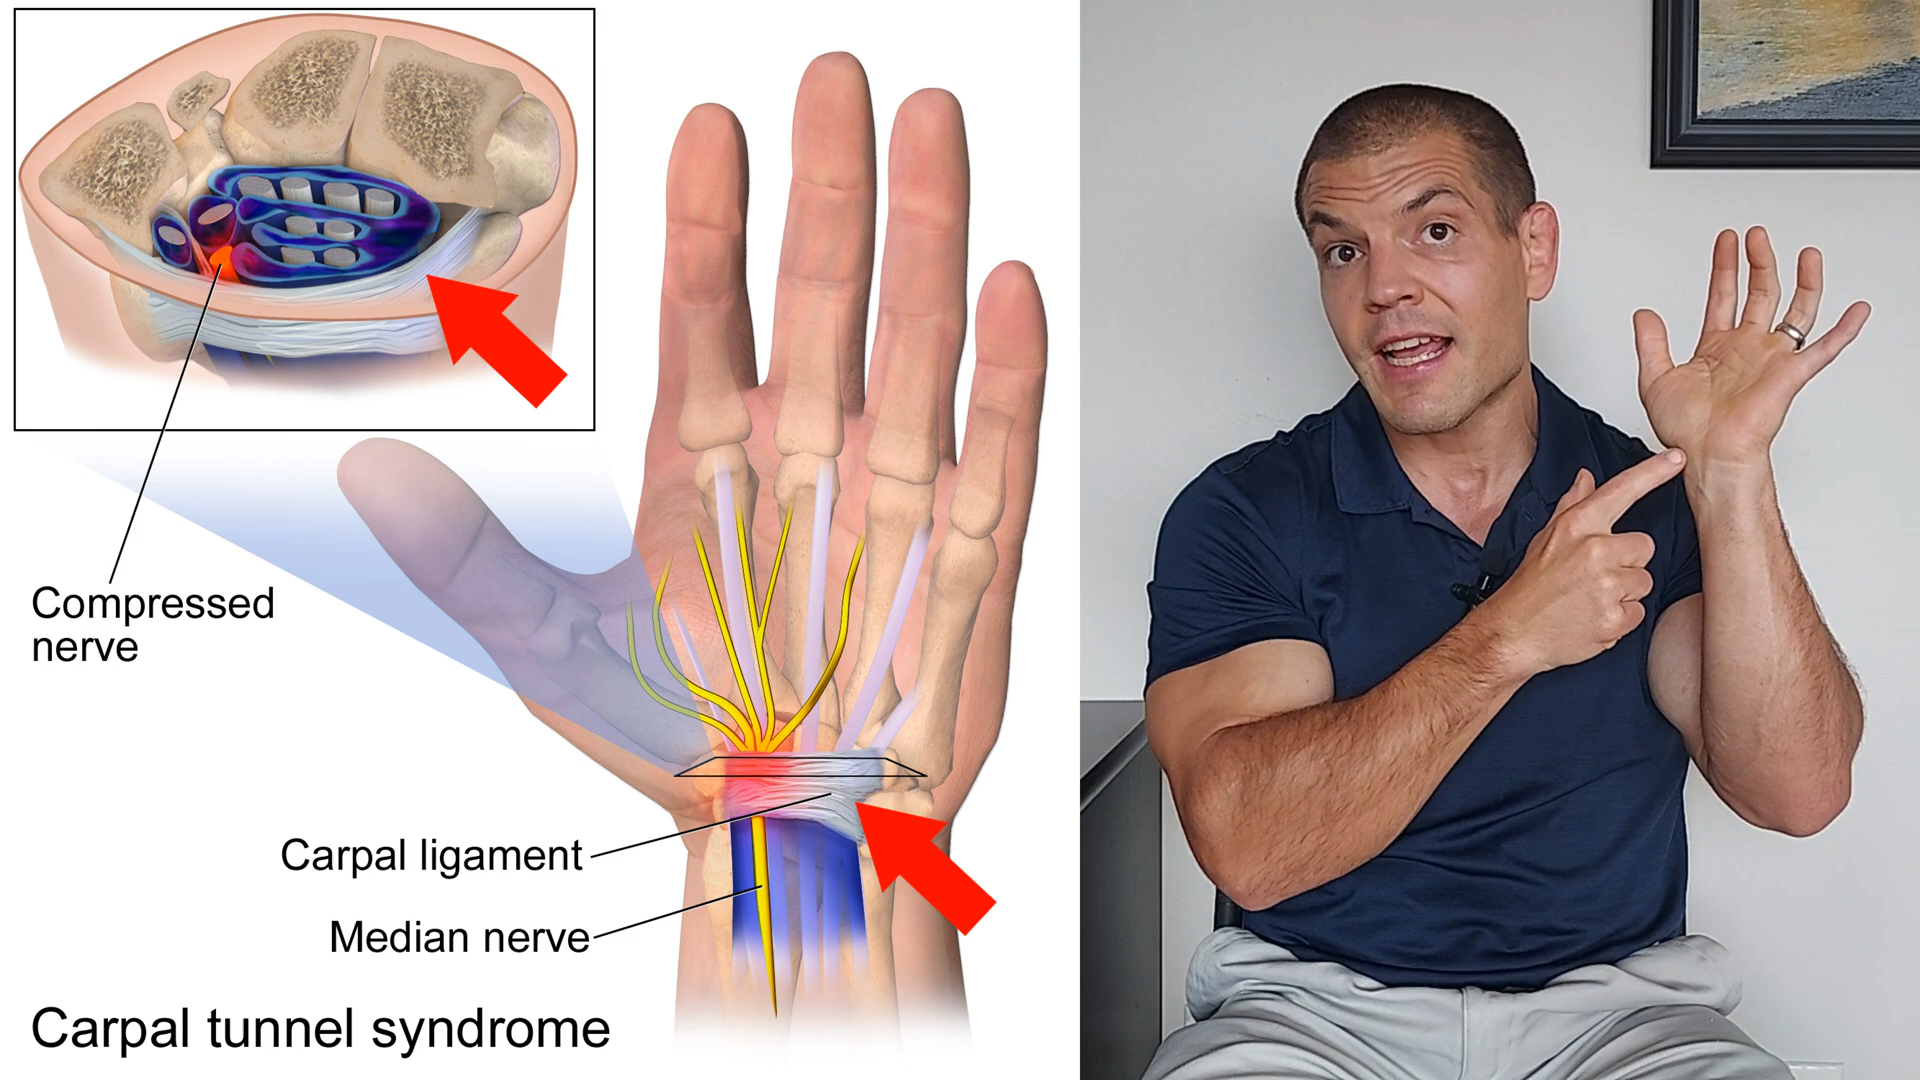 Compressed
nerve
Carpal ligament
Median nerve
Carpal tunnel syndrome